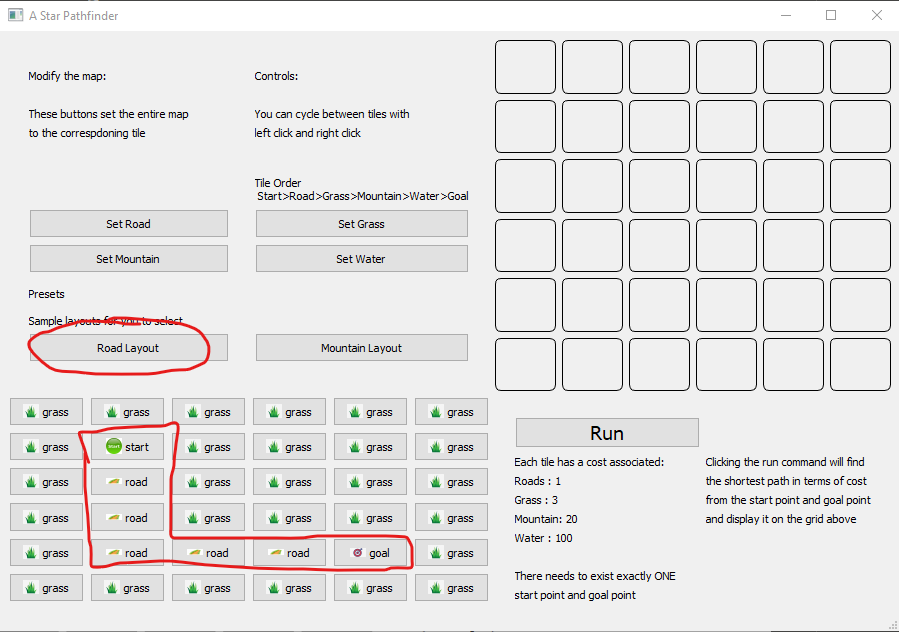 A Star Pathfinder
Modify the map:
These buttons set the entire map
to the correspdoning tile
Controls:
You can cycle between tiles with
left click and right click
Tile Order
Start>Road>Grass>Mountain>Water>Goal
Set Road
Set Grass
Set Mountain
Set Water
Presets
Sample layouts for you to select
Road Layout
Mountain Layout
grass grass grass grass grass grass
grass START start grass grass grass grass
grass road grass grass grass grass
grass road grass grass grass grass
grass road road road goal grass
grass grass grass grass grass grass
Run
Each tile has a cost associated:
Roads : 1
Grass : 3
Mountain: 20
Water : 100
There needs to exist exactly ONE
start point and goal point
Clicking the run command will find
the shortest path in terms of cost
from the start point and goal point
and display it on the grid above